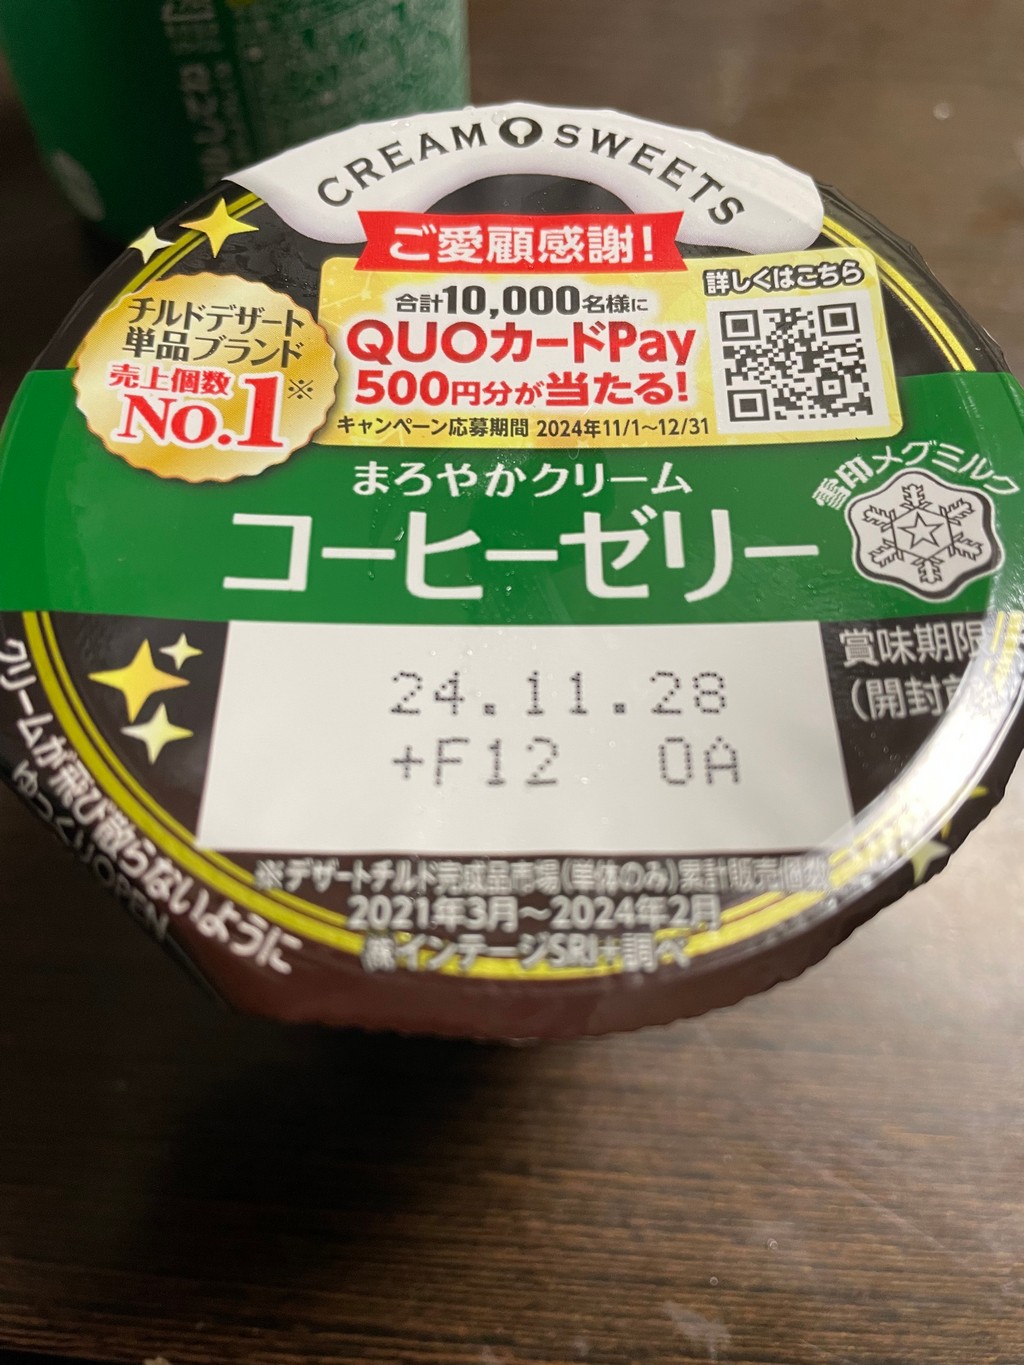 CREAM SWEETS
ご愛顧感謝!
合計10,000名様に
QUOカードPay
500円分が当たる!
キャンペーン応募期間 2024年11/1~12/31
詳しくはこちら
チルドデザート
単品ブランド
売上個数
No.1※
まろやかクリーム
コーヒーゼリー
雪印メグミルク
24.11.28
+F12 0A
賞味期限
(開封前
クリームが飛び散らないように
ゆっくりOPEN
※デザートチルド完成品市場(単体のみ)累計販売個数
2021年3月~2024年2月
㈱インテージSRI+調べ